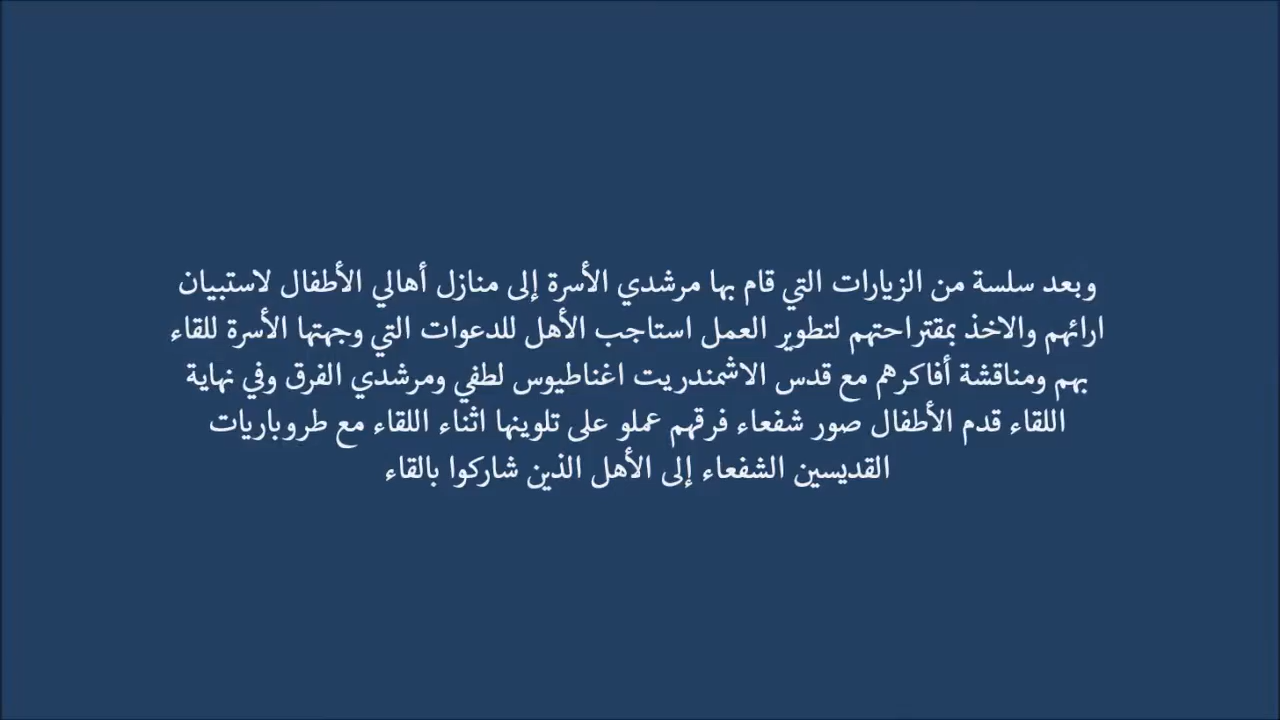 وبعد سلسة من الزيارات التي قام بها مرشدي الأسرة إلى منازل أهالي الأطفال لاستبيان
ارائهم والاخذ بمقتراحتهم لتطوير العمل استاجب الأهل للدعوات التي وجهتها الأسرة للقاء
بهم ومناقشة أفاكرهم مع قدس الاشمندريت اغناطيوس لطفي ومرشدي الفرق وفي نهاية
اللقاء قدم الأطفال صور شفعاء فرقهم عملو على تلوينها اثناء اللقاء مع طروباريات
القديسين الشفعاء إلى الأهل الذين شاركوا بالقاء